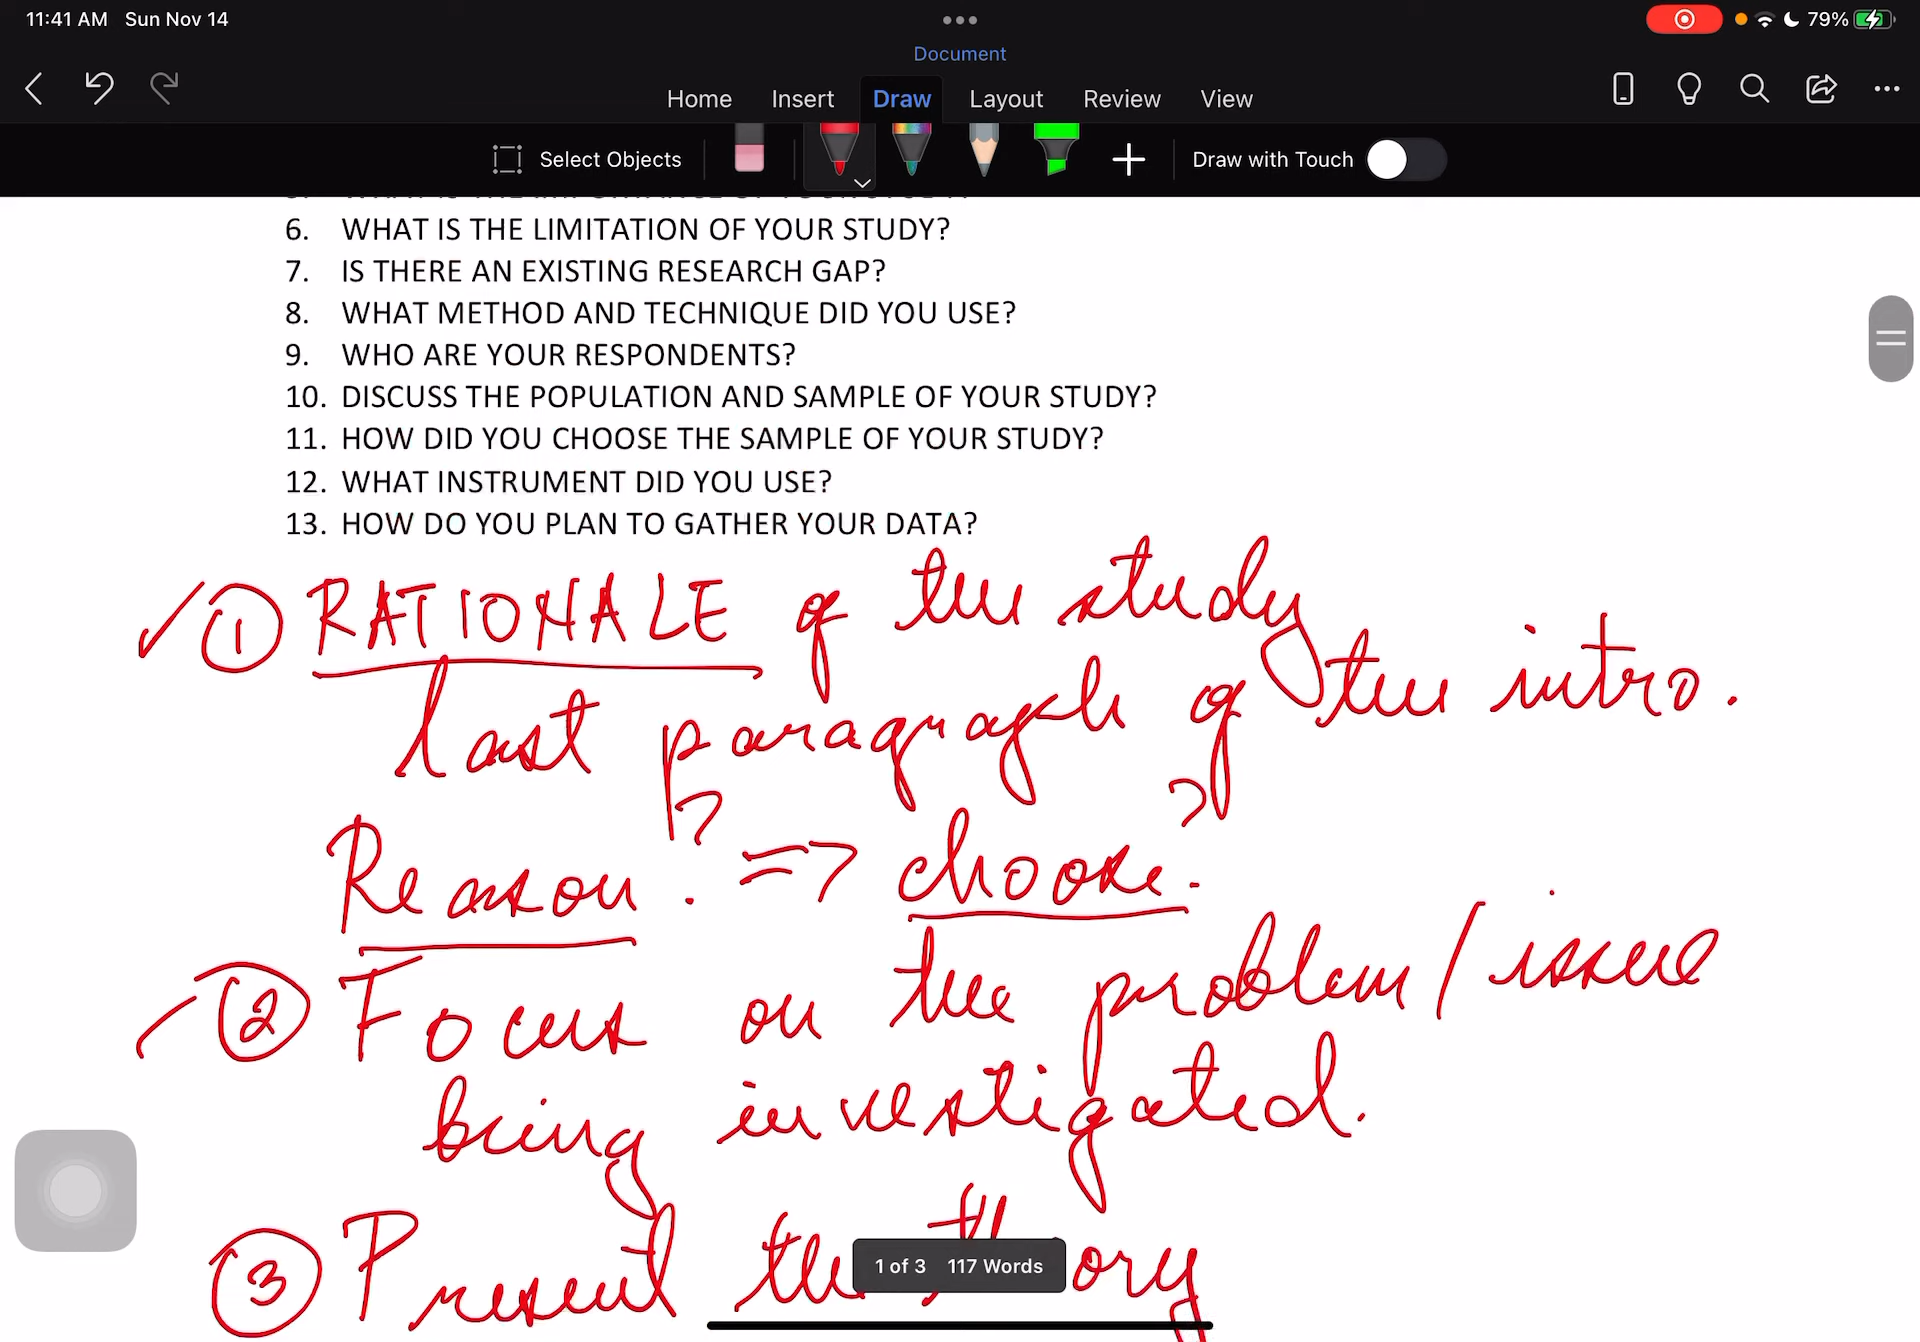 11:41 AM Sun Nov 14
79%
Document
Home Insert Draw Layout Review View
Select Objects
Draw with Touch
6. WHAT IS THE LIMITATION OF YOUR STUDY?
7. IS THERE AN EXISTING RESEARCH GAP?
8. WHAT METHOD AND TECHNIQUE DID YOU USE?
9. WHO ARE YOUR RESPONDENTS?
10. DISCUSS THE POPULATION AND SAMPLE OF YOUR STUDY?
11. HOW DID YOU CHOOSE THE SAMPLE OF YOUR STUDY?
12. WHAT INSTRUMENT DID YOU USE?
13. HOW DO YOU PLAN TO GATHER YOUR DATA?
① RATIONALE of the study
last paragraph of the intro.
Reason? => choose?
② Focus on the problem / issue
being investigated.
③ Present the theory
1 of 3 117 Words